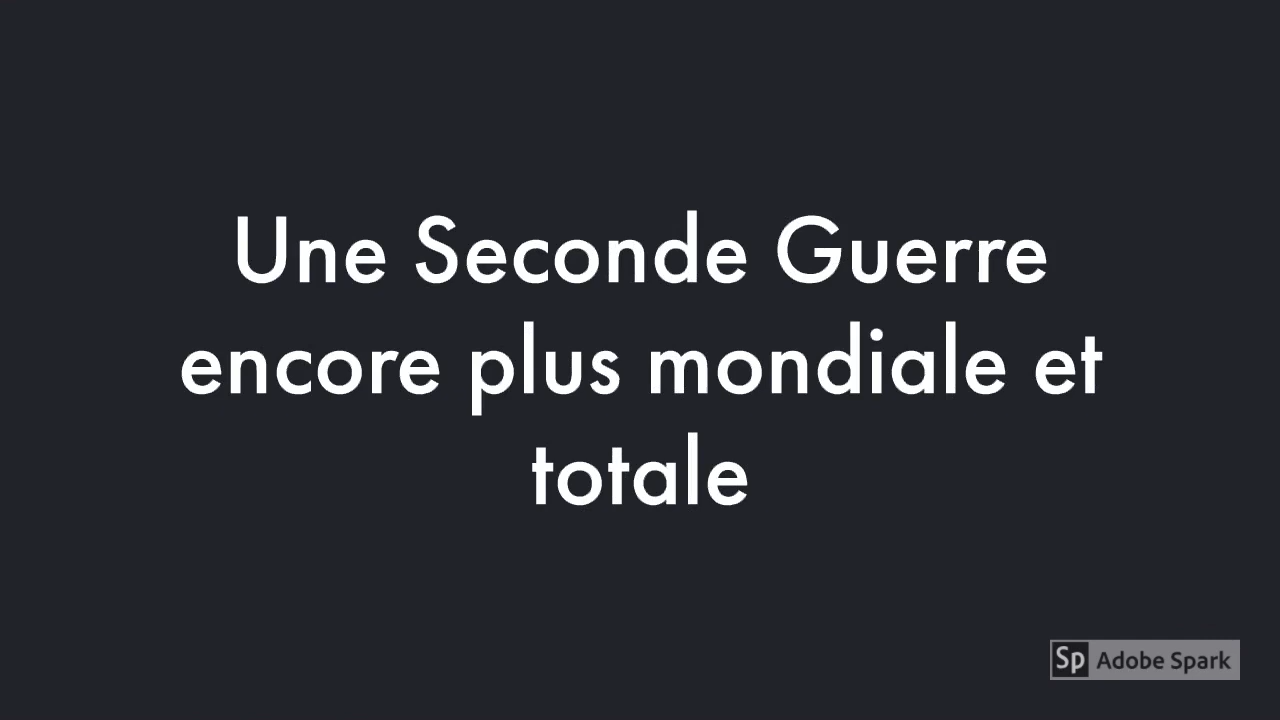 Une Seconde Guerre
encore plus mondiale et
totale
Sp Adobe Spark